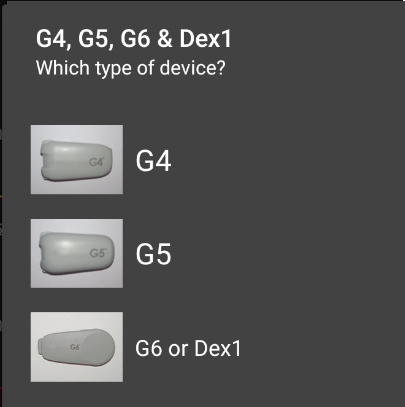 G4, G5, G6 & Dex1
Which type of device?
G4
G4
G5
G5
G6
G6 or Dex1